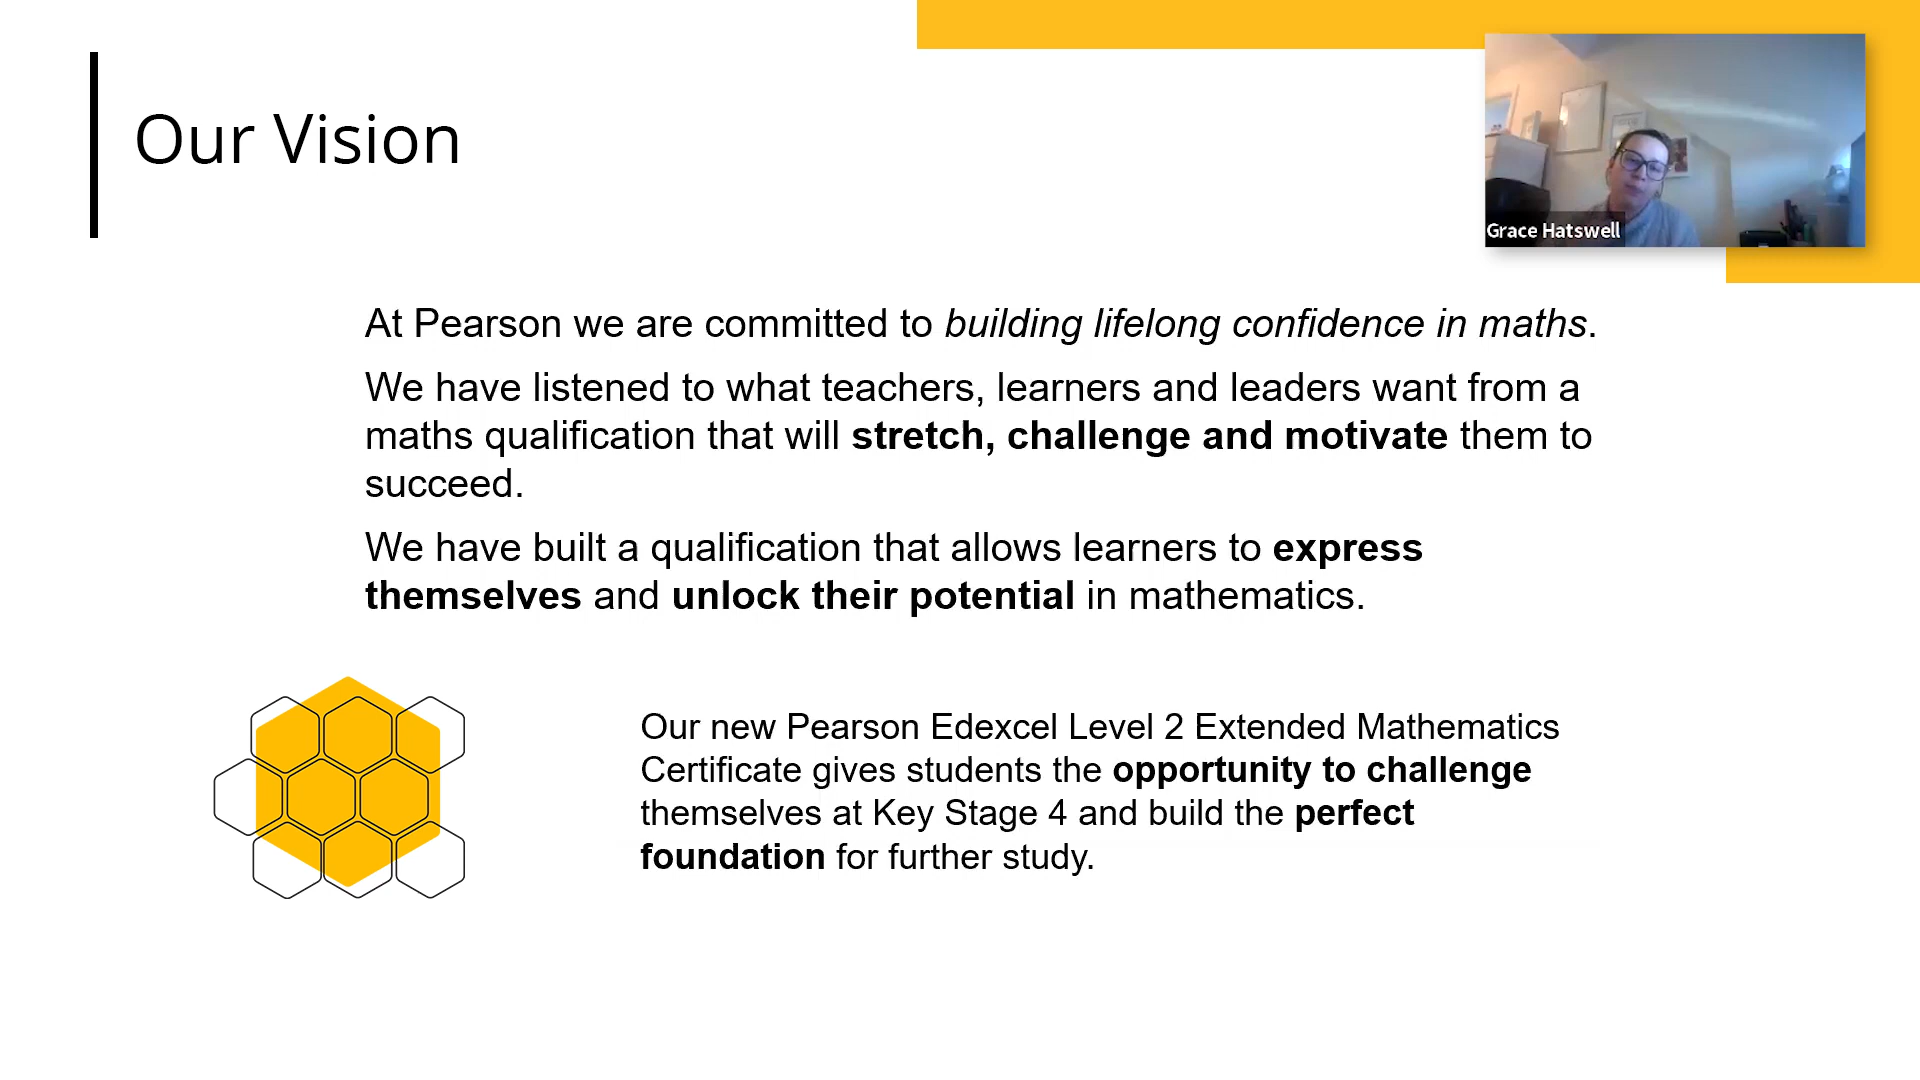 Our Vision
Grace Hatswell
At Pearson we are committed to building lifelong confidence in maths.
We have listened to what teachers, learners and leaders want from a
maths qualification that will stretch, challenge and motivate them to
succeed.
We have built a qualification that allows learners to express
themselves and unlock their potential in mathematics.
Our new Pearson Edexcel Level 2 Extended Mathematics
Certificate gives students the opportunity to challenge
themselves at Key Stage 4 and build the perfect
foundation for further study.